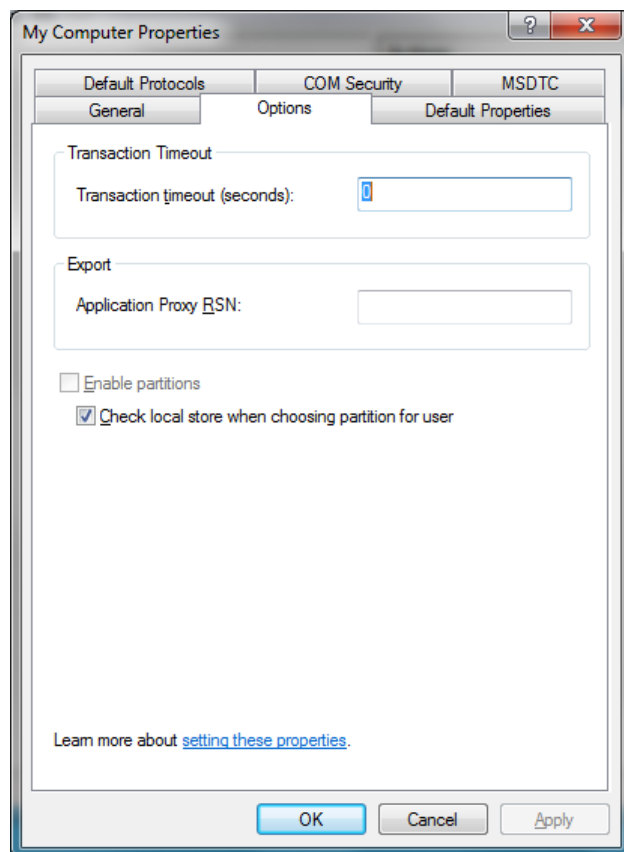 My Computer Properties
Default Protocols COM Security MSDTC
General Options Default Properties
Transaction Timeout
Transaction timeout (seconds): 0
Export
Application Proxy RSN:
Enable partitions
Check local store when choosing partition for user
Learn more about setting these properties.
OK Cancel Apply